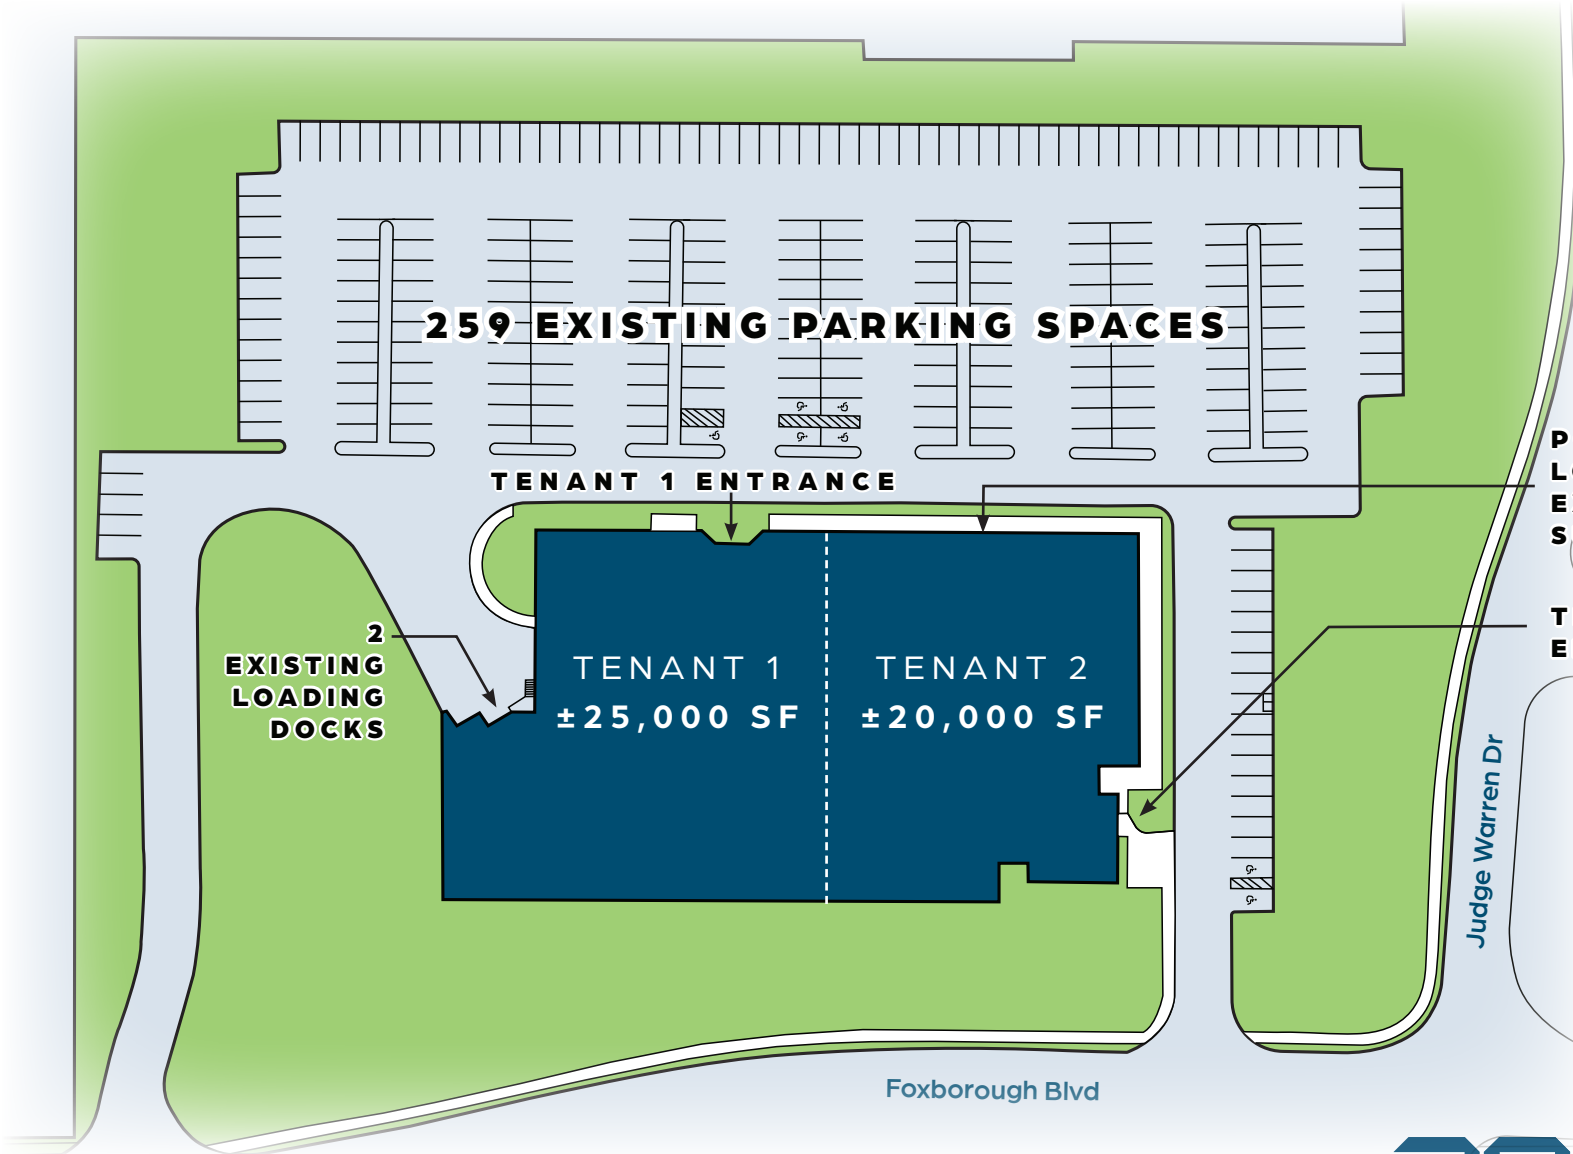 259 EXISTING PARKING SPACES
TENANT 1 ENTRANCE
2
EXISTING
LOADING
DOCKS
TENANT 1
±25,000 SF
TENANT 2
±20,000 SF
Judge Warren Dr
Foxborough Blvd